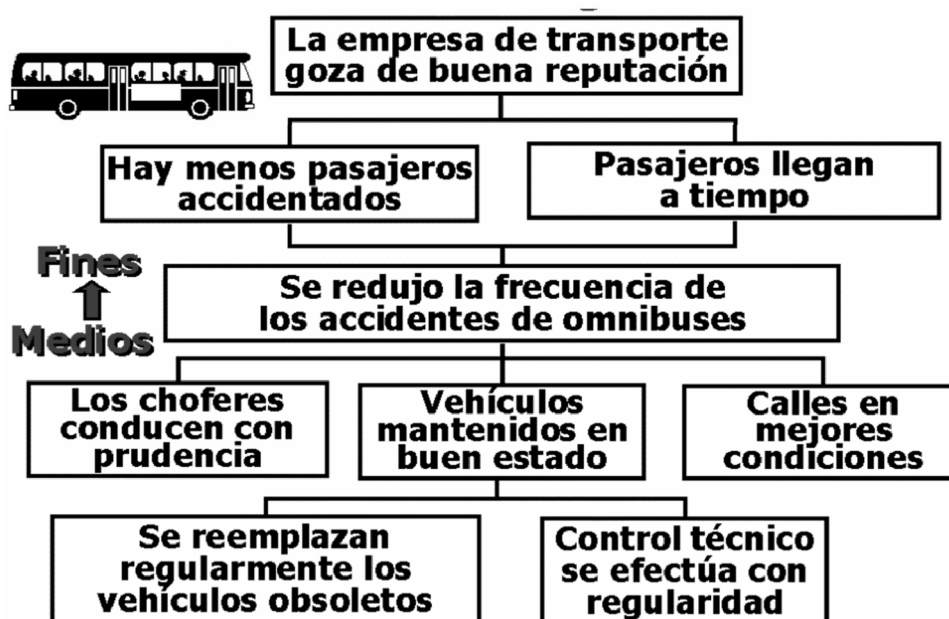 La empresa de transporte
goza de buena reputación
Hay menos pasajeros
accidentados
Pasajeros llegan
a tiempo
Fines
Medios
Se redujo la frecuencia de
los accidentes de omnibuses
Los choferes
conducen con
prudencia
Vehículos
mantenidos en
buen estado
Calles en
mejores
condiciones
Se reemplazan
regularmente los
vehículos obsoletos
Control técnico
se efectúa con
regularidad